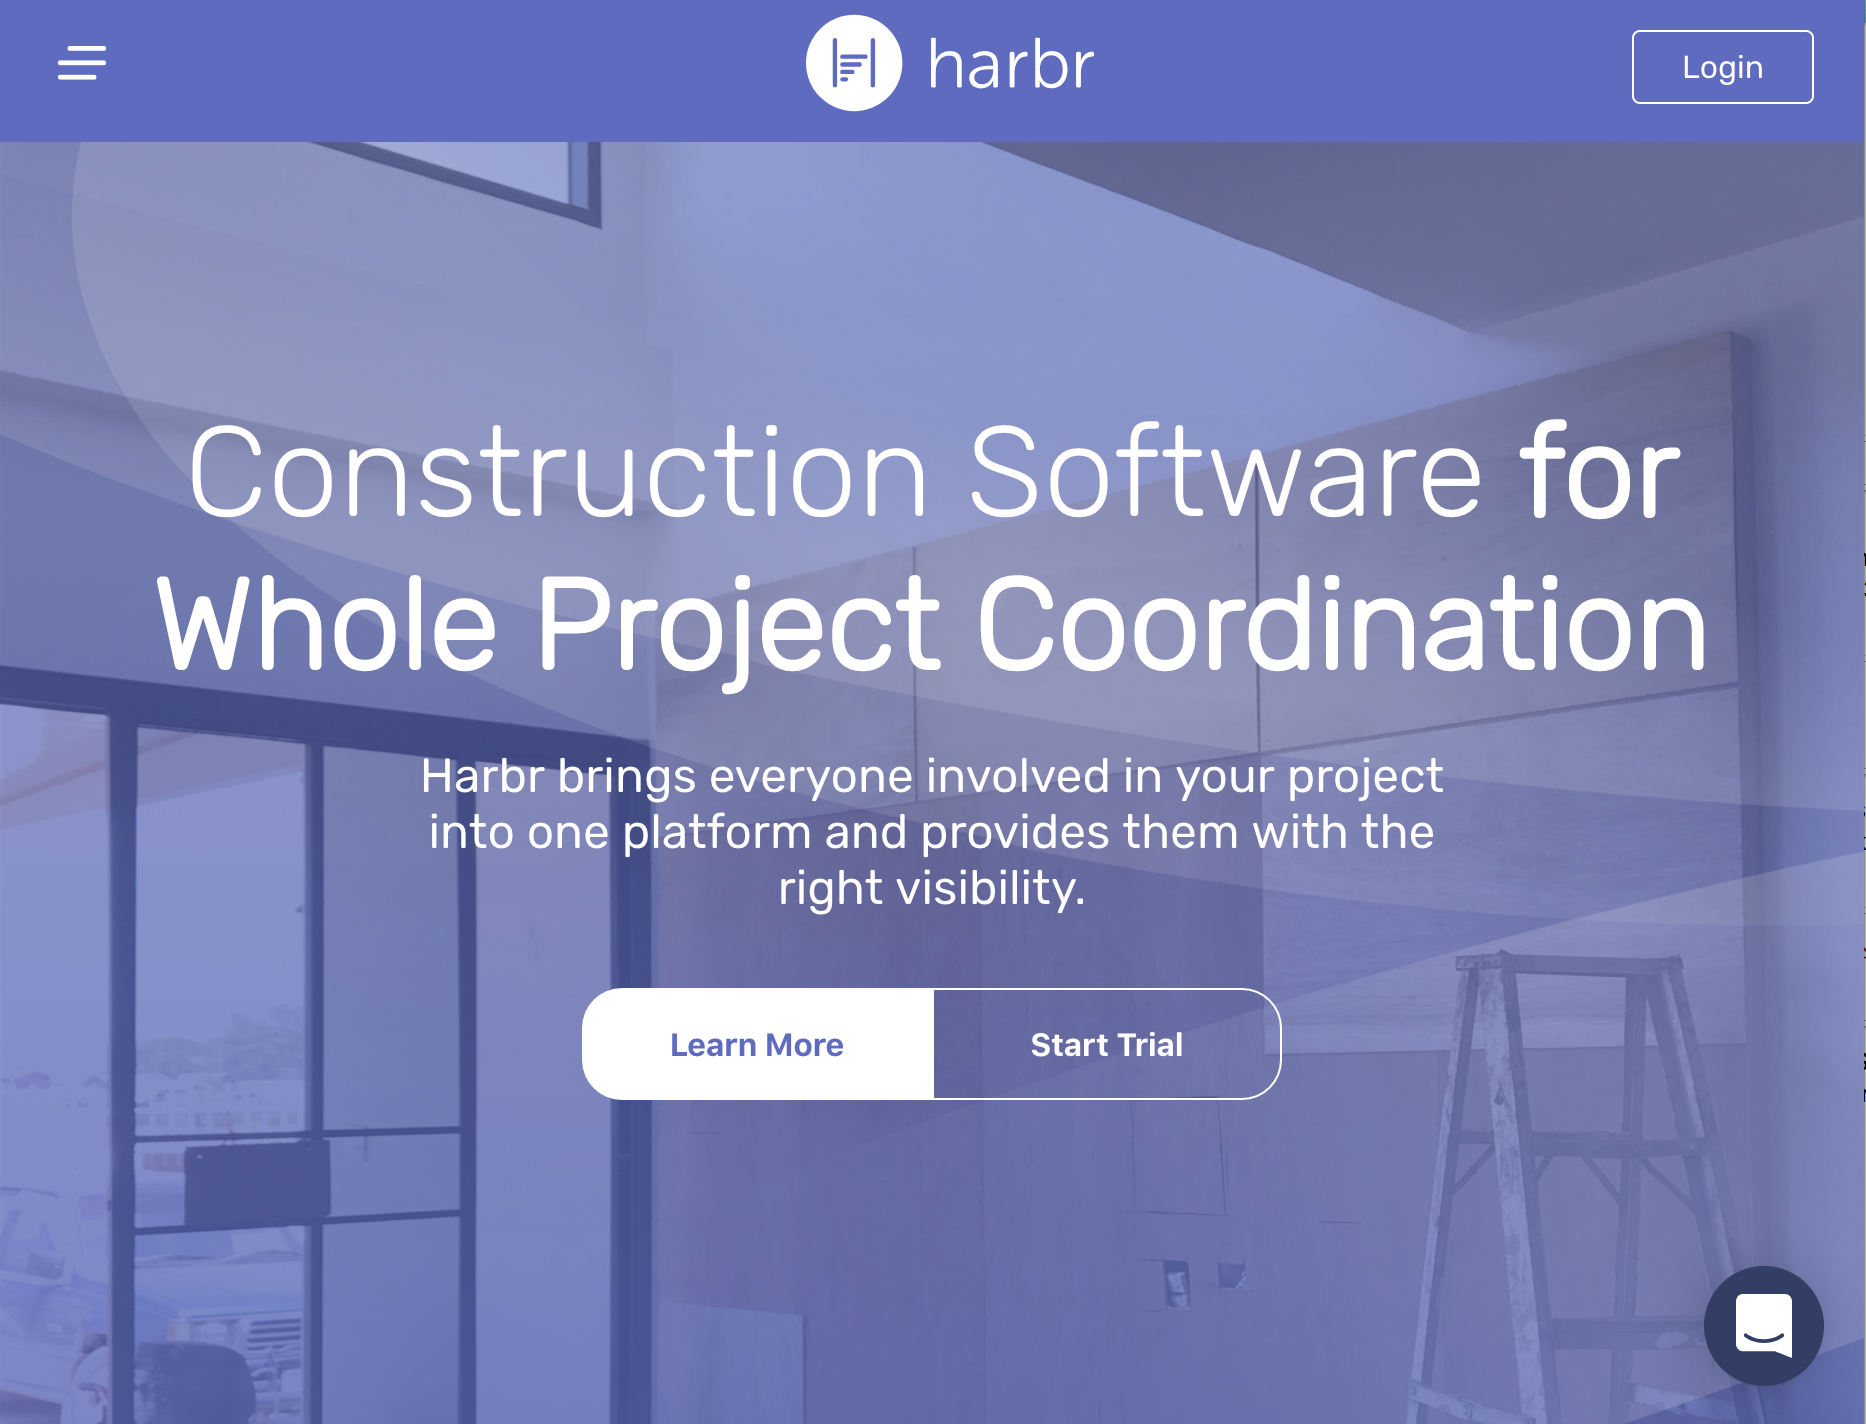 harbr
Login
Construction Software for
Whole Project Coordination
Harbr brings everyone involved in your project
into one platform and provides them with the
right visibility.
Learn More
Start Trial